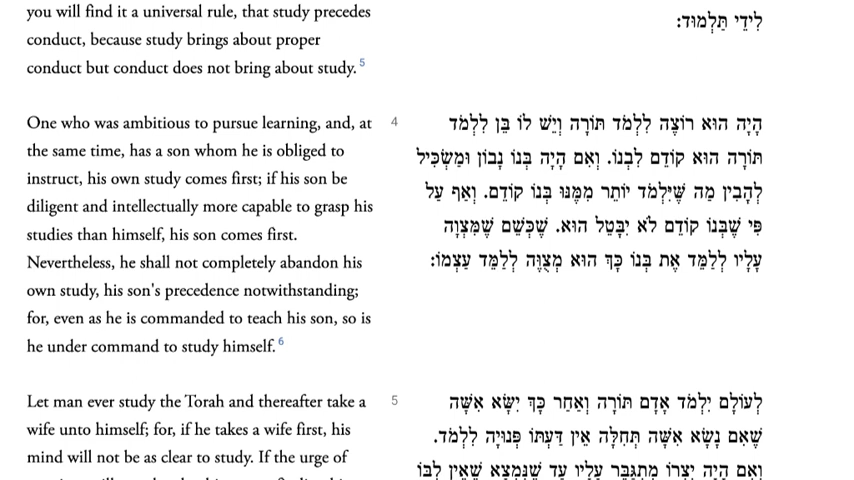 you will find it a universal rule, that study precedes
conduct, because study brings about proper
conduct but conduct does not bring about study. 5
לִידֵי תַּלְמוּד:
One who was ambitious to pursue learning, and, at
the same time, has a son whom he is obliged to
instruct, his own study comes first; if his son be
diligent and intellectually more capable to grasp his
studies than himself, his son comes first.
Nevertheless, he shall not completely abandon his
own study, his son's precedence notwithstanding;
for, even as he is commanded to teach his son, so is
he under command to study himself. 6
4
הָיָה הוּא רוֹצֶה לִלְמֹד תּוֹרָה וְיֵשׁ לוֹ בֵּן לִלְמֹד
תּוֹרָה הוּא קוֹדֵם לִבְנוֹ. וְאִם הָיָה בְּנוֹ נָבוֹן וּמַשְׂכִּיל
לְהָבִין מַה שֶּׁיִּלְמֹד יוֹתֵר מִמֶּנּוּ בְּנוֹ קוֹדֵם. וְאַף עַל
פִּי שֶׁבְּנוֹ קוֹדֵם לֹא יִבָּטֵל הוּא. שֶׁכְּשֵׁם שֶׁמִּצְוָה
עָלָיו לְלַמֵּד אֶת בְּנוֹ כָּךְ הוּא מְצֻוֶּה לְלַמֵּד עַצְמוֹ:
Let man ever study the Torah and thereafter take a
wife unto himself; for, if he takes a wife first, his
mind will not be as clear to study. If the urge of
5
לְעוֹלָם יִלְמֹד אָדָם תּוֹרָה וְאַחַר כָּךְ יִשָּׂא אִשָּׁה
שֶׁאִם נָשָׂא אִשָּׁה תְּחִלָּה אֵין דַּעְתּוֹ פְּנוּיָה לִלְמֹד.
וְאִם הָיָה יִצְרוֹ מִתְגַּבֵּר עָלָיו עַד שֶׁנִּמְצָא שֶׁאֵין לִבּוֹ